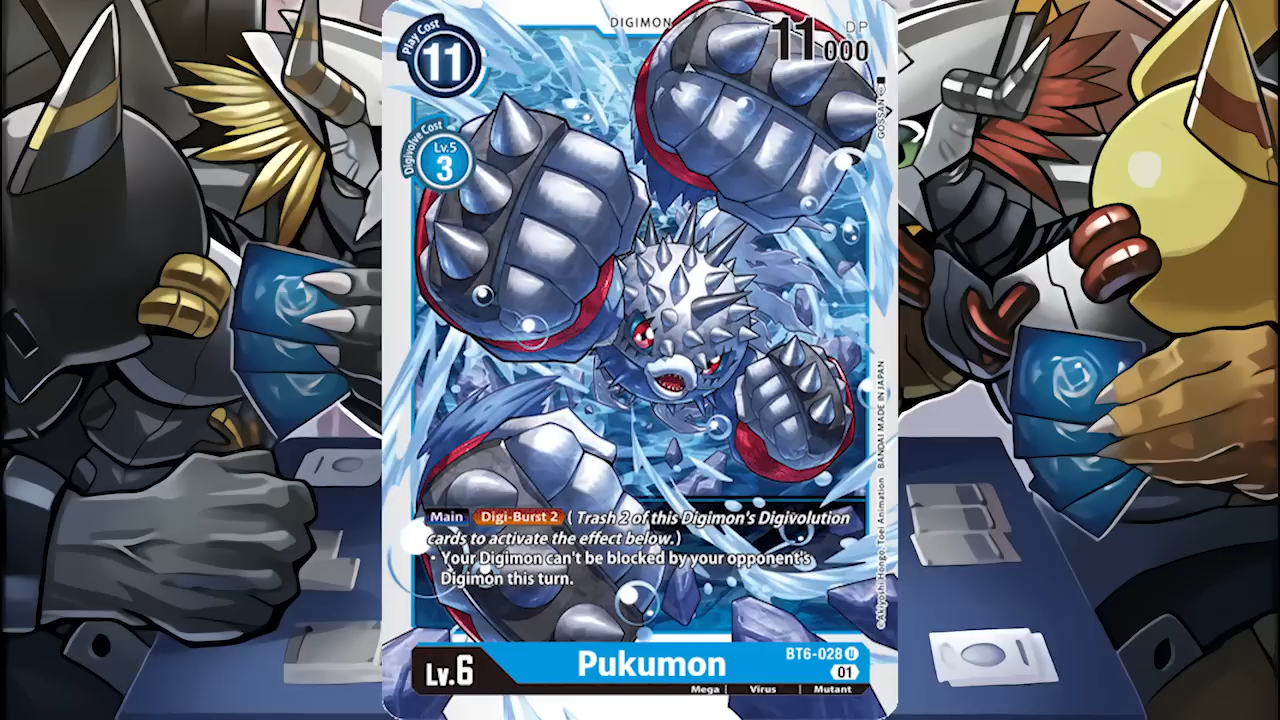 DIGIMON
Play Cost
11
DP
11000
Digivolve Cost
Lv.5
3
GOSSAN
©Akiyoshi Hongo, Toei Animation BANDAI MADE IN JAPAN
Main Digi-Burst 2 (Trash 2 of this Digimon's Digivolution
cards to activate the effect below.)
• Your Digimon can't be blocked by your opponent's
Digimon this turn.
Lv.6
Pukumon
BT6-028 U
01
Mega | Virus | Mutant